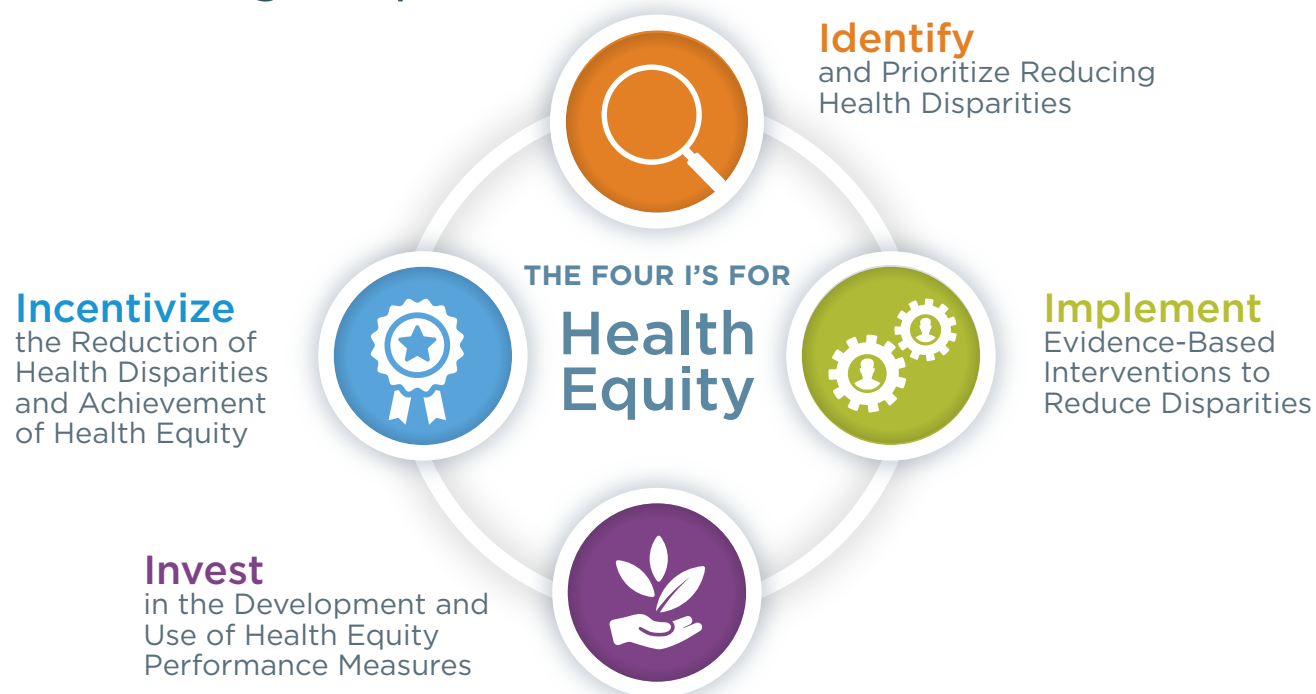 Identify
and Prioritize Reducing
Health Disparities
THE FOUR I'S FOR
Health
Equity
Implement
Evidence-Based
Interventions to
Reduce Disparities
Invest
in the Development and
Use of Health Equity
Performance Measures
Incentivize
the Reduction of
Health Disparities
and Achievement
of Health Equity